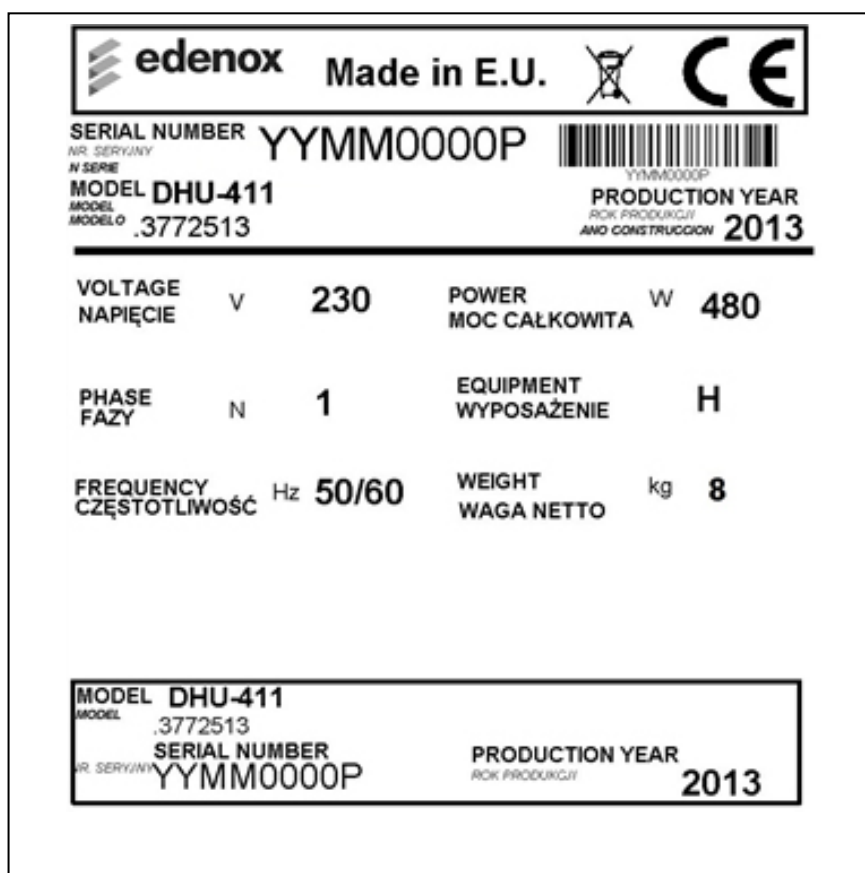 edenox Made in E.U. CE
SERIAL NUMBER YYMM0000P
NR. SERYJNY
N SERIE
YYMM0000P
MODEL DHU-411
MODEL
MODELO .3772513
PRODUCTION YEAR
ROK PRODUKCJI
ANO CONSTRUCCION 2013
VOLTAGE
NAPIĘCIE V 230
POWER
MOC CAŁKOWITA W 480
PHASE
FAZY N 1
EQUIPMENT
WYPOSAŻENIE H
FREQUENCY
CZĘSTOTLIWOŚĆ Hz 50/60
WEIGHT
WAGA NETTO kg 8
MODEL DHU-411
MODEL
.3772513
SERIAL NUMBER
NR. SERYJNY YYMM0000P
PRODUCTION YEAR
ROK PRODUKCJI
2013